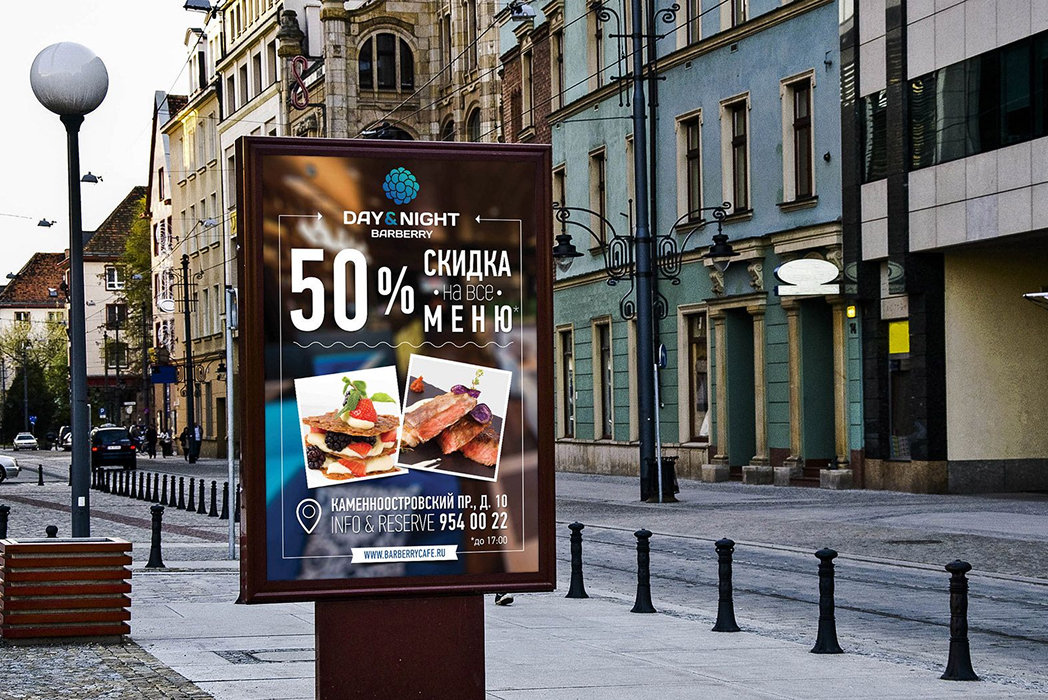 DAY&NIGHT
BARBERRY
50% СКИДКА
•на все•
МЕНЮ*
КАМЕННООСТРОВСКИЙ ПР., Д. 10
INFO & RESERVE 954 00 22
*до 17:00
WWW.BARBERRYCAFE.RU